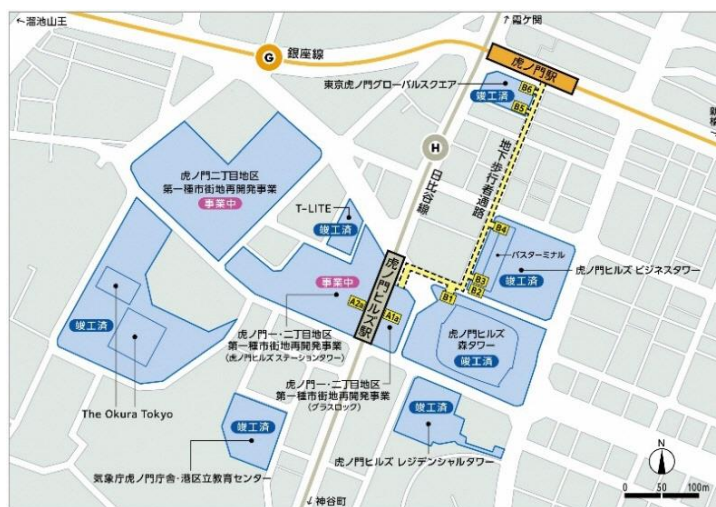 ←溜池山王
↑霞ケ関
G
銀座線
虎ノ門駅
東京虎ノ門グローバルスクエア
竣工済
B6
B5
新橋
H
日比谷線
地下歩行者通路
虎ノ門二丁目地区
第一種市街地再開発事業
事業中
T-LITE
竣工済
B4
バスターミナル
虎ノ門ヒルズ ビジネスタワー
竣工済
B3
B2
B1
虎ノ門ヒルズ駅
A2a
A1a
事業中
虎ノ門一・二丁目地区
第一種市街地再開発事業
(虎ノ門ヒルズ ステーションタワー)
虎ノ門ヒルズ
森タワー
竣工済
竣工済
The Okura Tokyo
虎ノ門一・二丁目地区
第一種市街地再開発事業
(グラスロック)
竣工済
虎ノ門ヒルズ レジデンシャルタワー
竣工済
気象庁虎ノ門庁舎・港区立教育センター
↓神谷町
N
0 50 100m